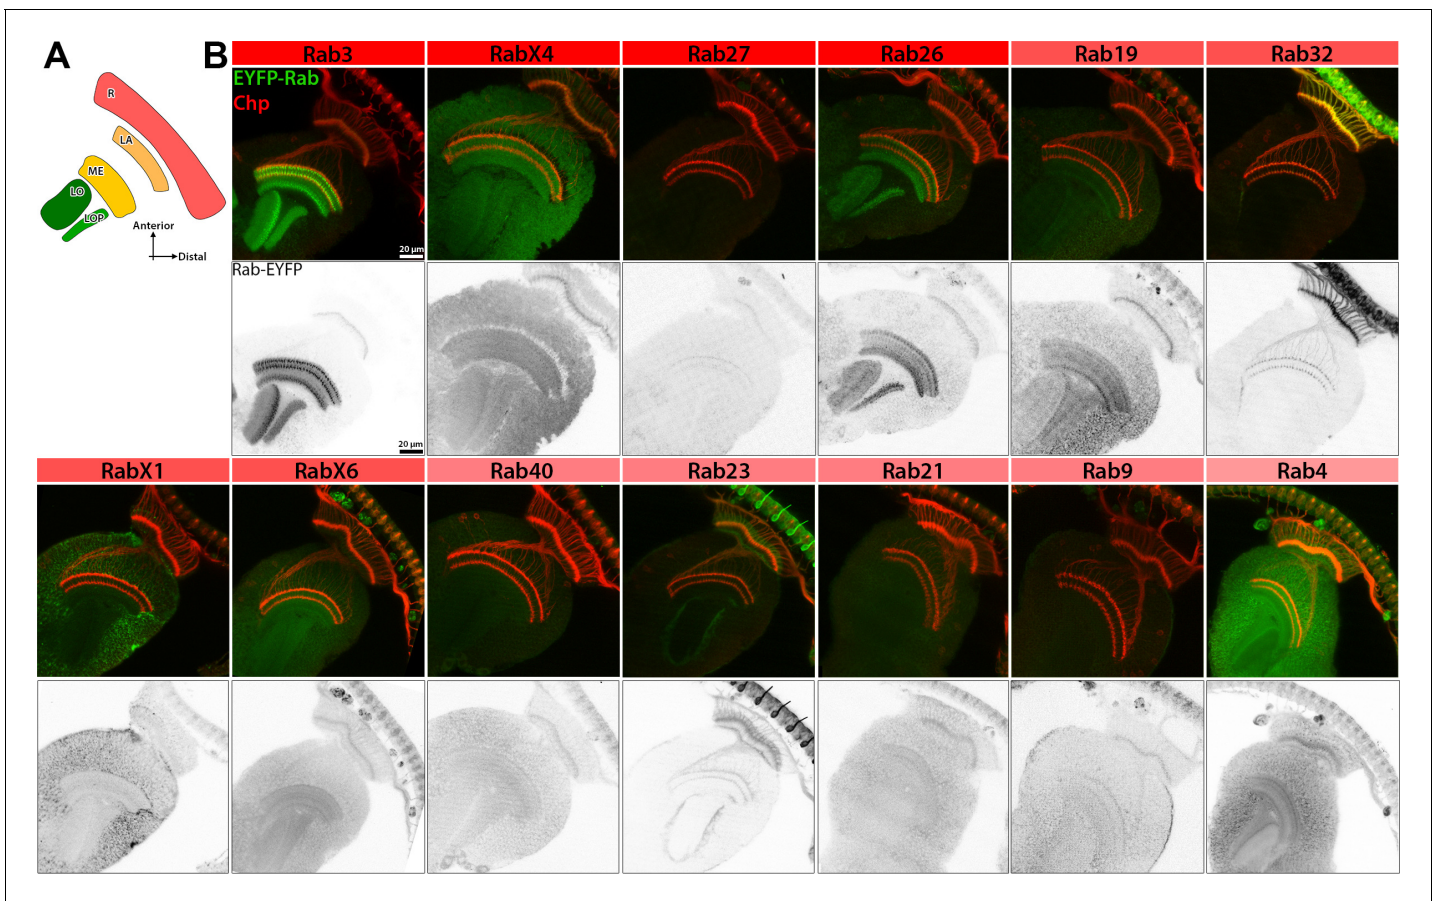 A
B
Rab3
RabX4
Rab27
Rab26
Rab19
Rab32
EYFP-Rab
Chp
R
LA
ME
LO
LOP
Anterior
Distal
20 µm
Rab-EYFP
20 µm
RabX1
RabX6
Rab40
Rab23
Rab21
Rab9
Rab4